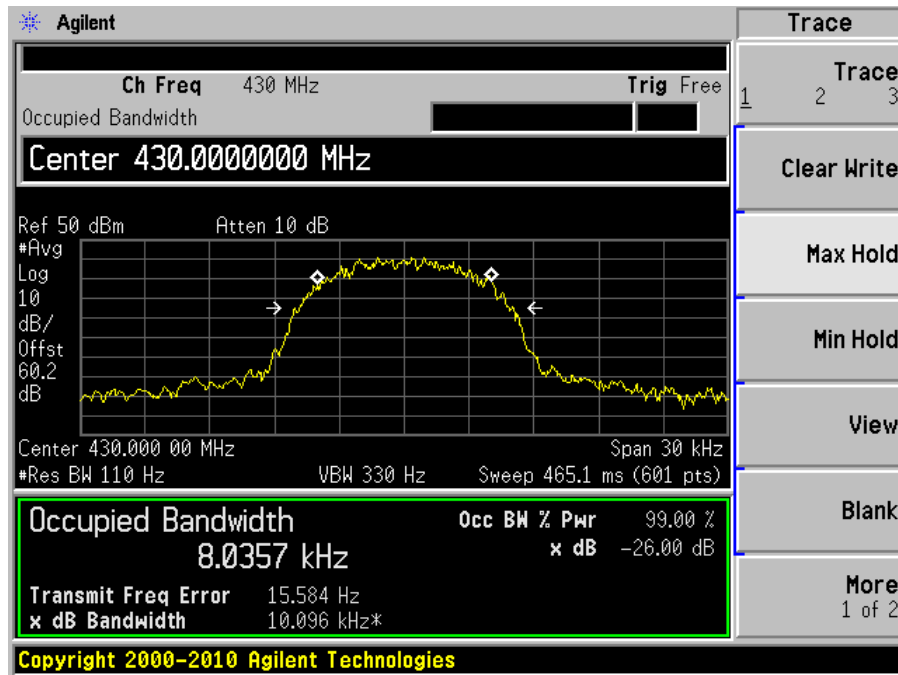 Agilent
Trace
Ch Freq 430 MHz Trig Free
Occupied Bandwidth
Center 430.0000000 MHz
Ref 50 dBm Atten 10 dB
#Avg
Log
10
dB/
Offst
60.2
dB
Center 430.000 00 MHz Span 30 kHz
#Res BW 110 Hz VBW 330 Hz Sweep 465.1 ms (601 pts)
Occupied Bandwidth
8.0357 kHz
Occ BW % Pwr 99.00 %
x dB -26.00 dB
Transmit Freq Error 15.584 Hz
x dB Bandwidth 10.096 kHz*
Copyright 2000-2010 Agilent Technologies
Trace
1 2 3
Clear Write
Max Hold
Min Hold
View
Blank
More
1 of 2